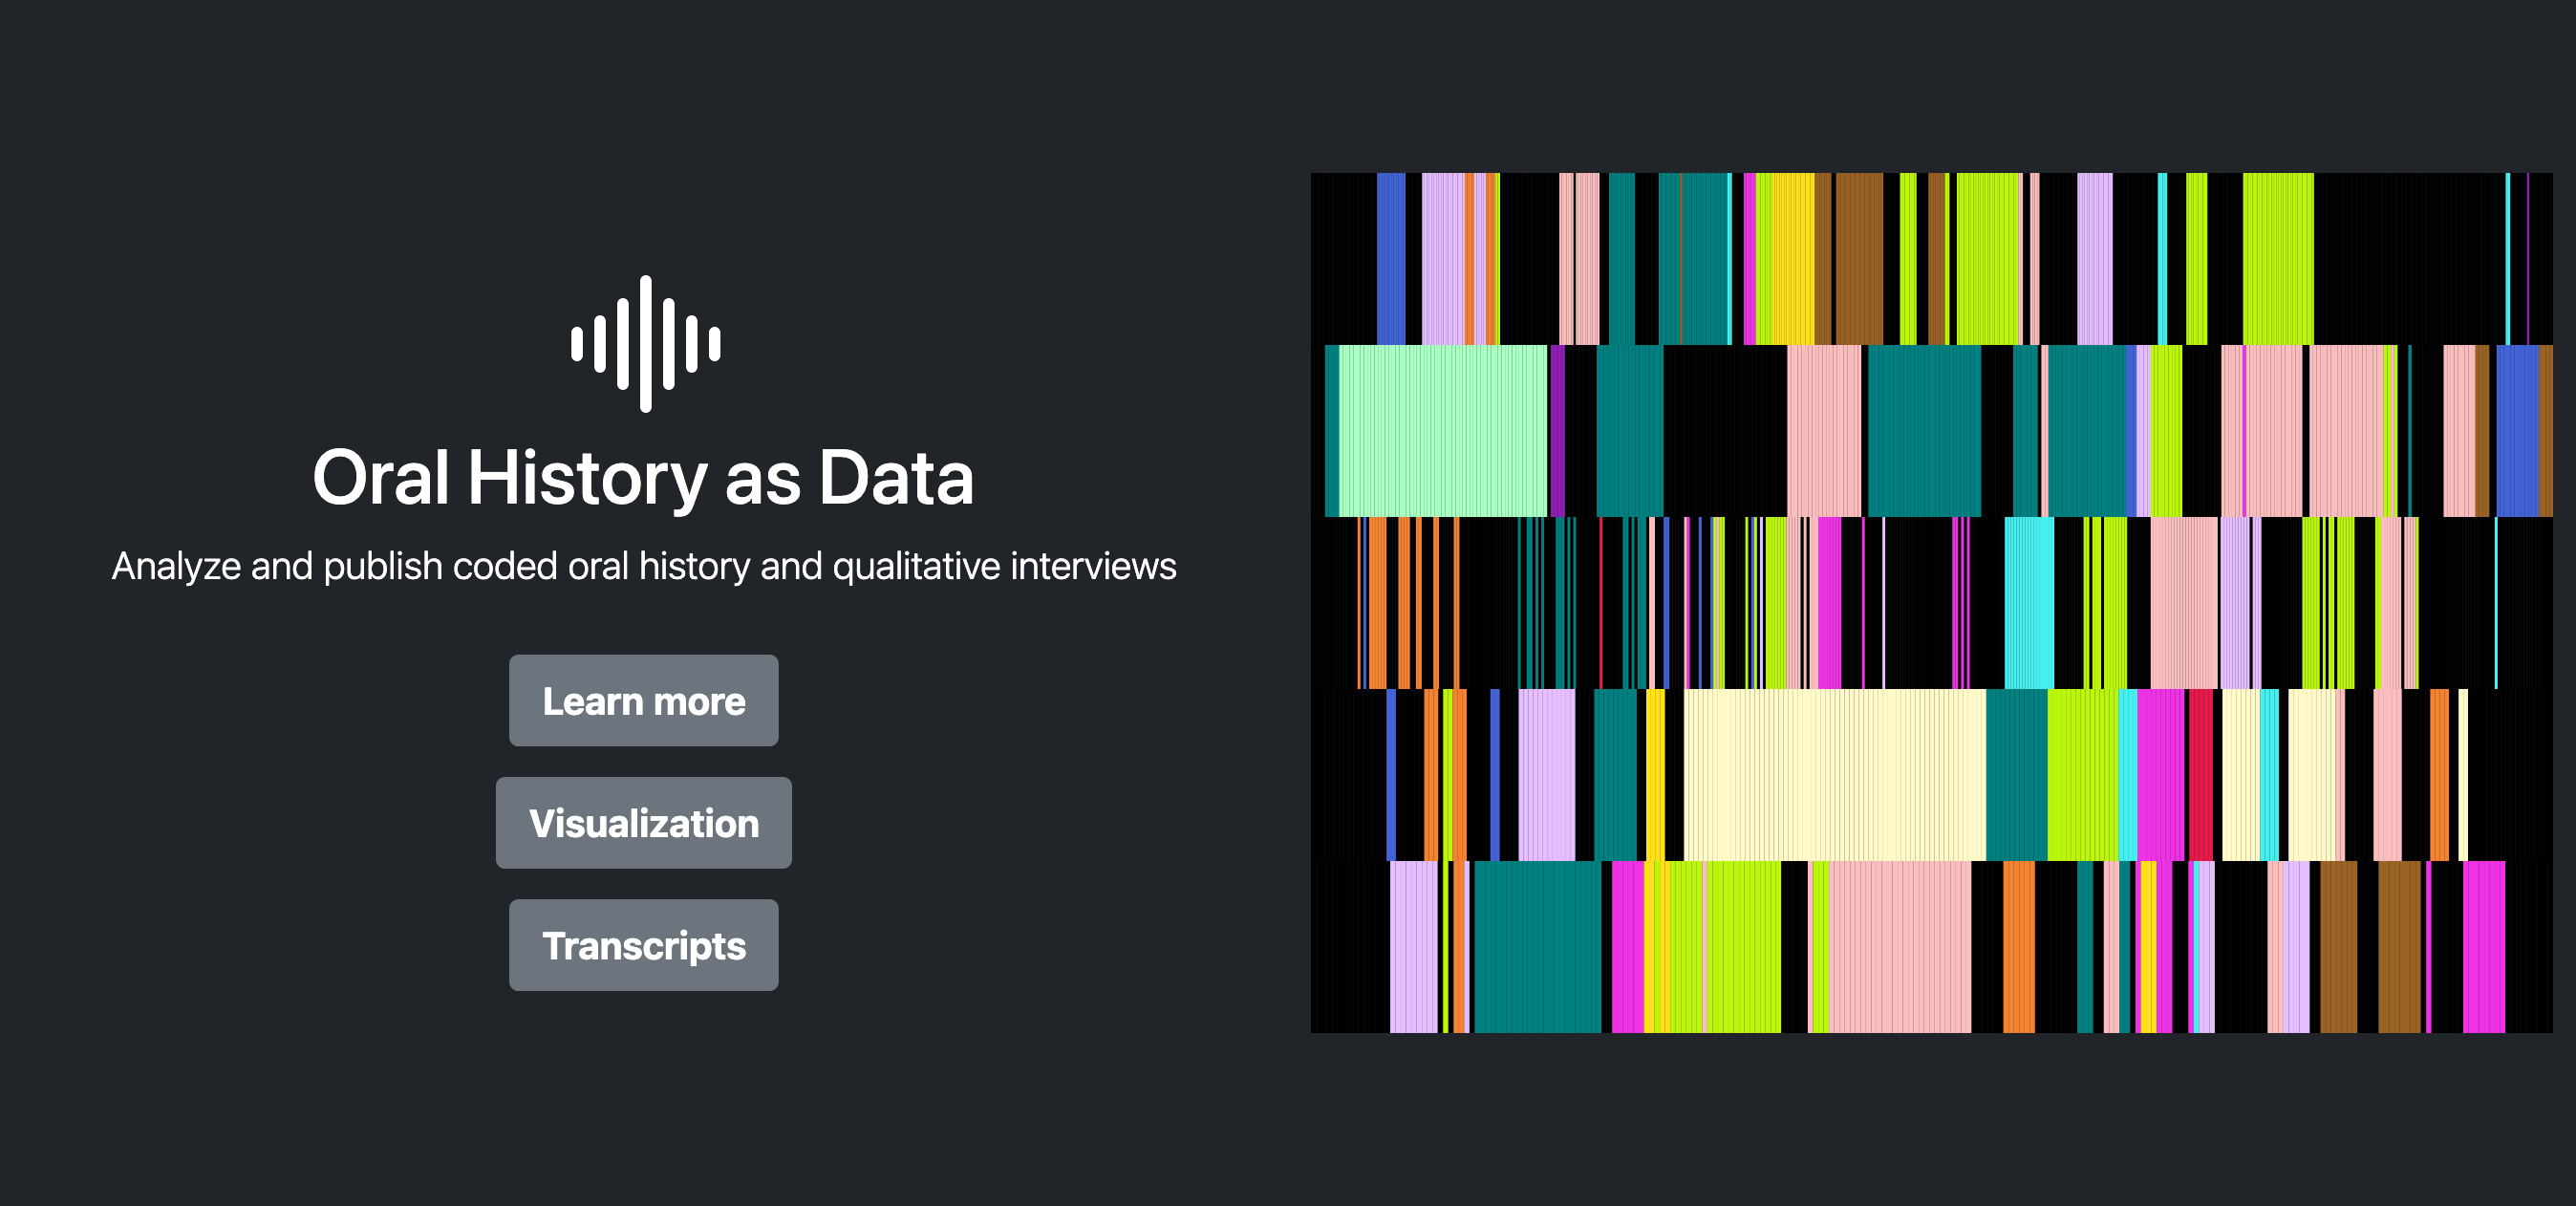 Oral History as Data
Analyze and publish coded oral history and qualitative interviews
Learn more
Visualization
Transcripts